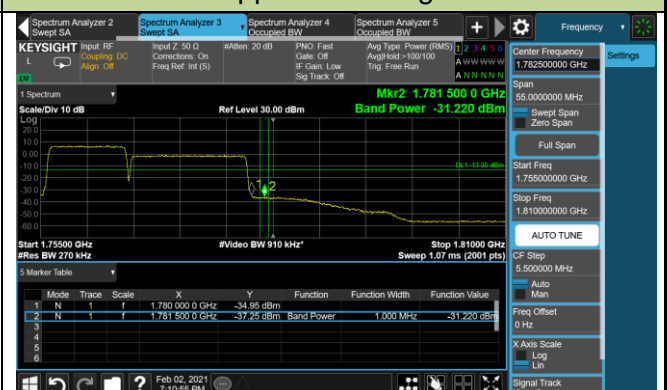 Spectrum Analyzer 2
Swept SA
Spectrum Analyzer 3
Swept SA
Spectrum Analyzer 4
Occupied BW
Spectrum Analyzer 5
Occupied BW
Frequency
KEYSIGHT
Input: RF
Coupling: DC
Align: Off
Input Z: 50 Ω
Corrections: On
Freq Ref: Int (S)
#Atten: 20 dB
PNO: Fast
Gate: Off
IF Gain: Low
Sig Track: Off
Avg Type: Power (RMS)
Avg|Hold:>100/100
Trig: Free Run
1 2 3 4 5 6
A W W W W W
A N N N N N
L
LXI
1 Spectrum
Scale/Div 10 dB
Ref Level 30.00 dBm
Mkr2 1.781 500 0 GHz
Band Power -31.220 dBm
Log
20.0
10.0
0.00
-10.0
-20.0
-30.0
-40.0
-50.0
-60.0
DL1 -13.00 dBm
1
2
Start 1.75500 GHz
#Res BW 270 kHz
#Video BW 910 kHz*
Stop 1.81000 GHz
Sweep 1.07 ms (2001 pts)
5 Marker Table
Mode Trace Scale X Y Function Function Width Function Value
1 N 1 f 1.780 000 0 GHz -34.95 dBm
2 N 1 f 1.781 500 0 GHz -37.25 dBm Band Power 1.000 MHz -31.220 dBm
3
4
5
6
Feb 02, 2021
7:10:55 PM
Settings
Center Frequency
1.782500000 GHz
Span
55.0000000 MHz
Swept Span
Zero Span
Full Span
Start Freq
1.755000000 GHz
Stop Freq
1.810000000 GHz
AUTO TUNE
CF Step
5.500000 MHz
Auto
Man
Freq Offset
0 Hz
X Axis Scale
Log
Lin
Signal Track